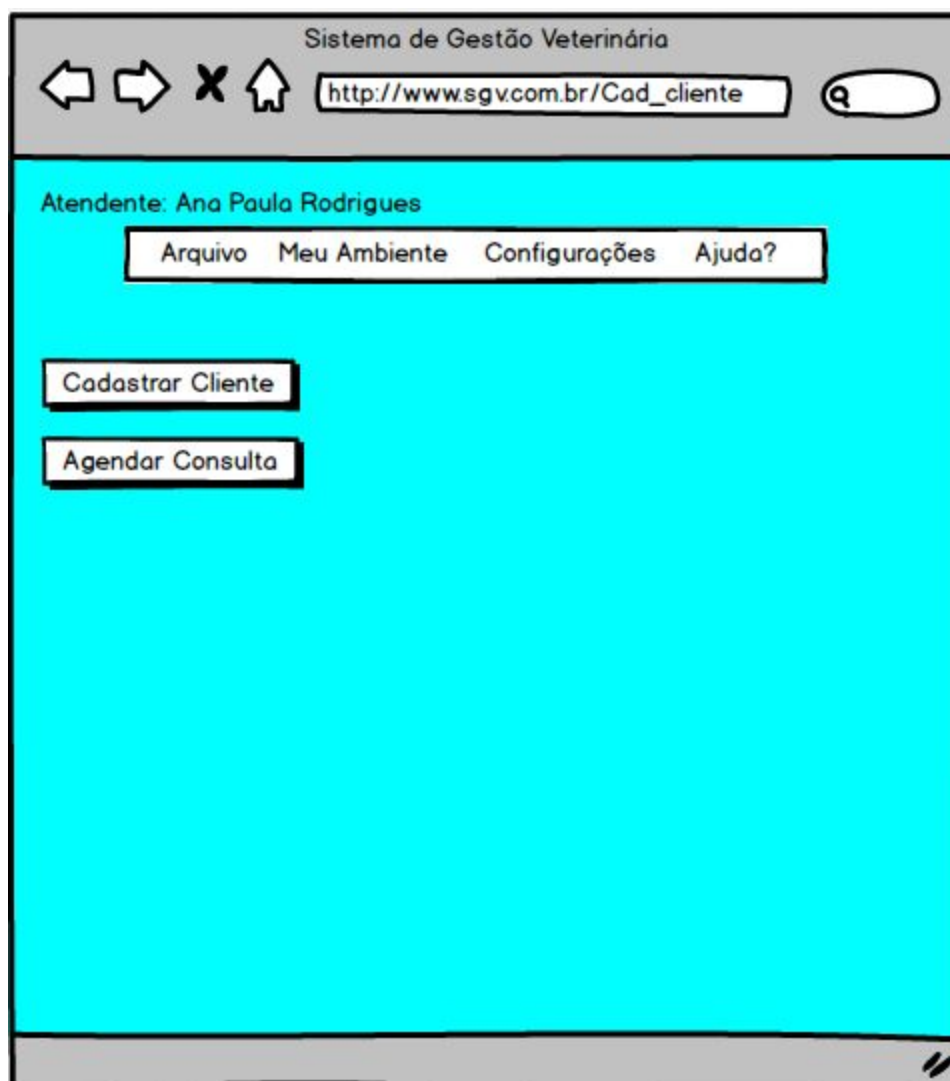 Sistema de Gestão Veterinária
http://www.sgv.com.br/Cad_cliente
Atendente: Ana Paula Rodrigues
Arquivo Meu Ambiente Configurações Ajuda?
Cadastrar Cliente
Agendar Consulta